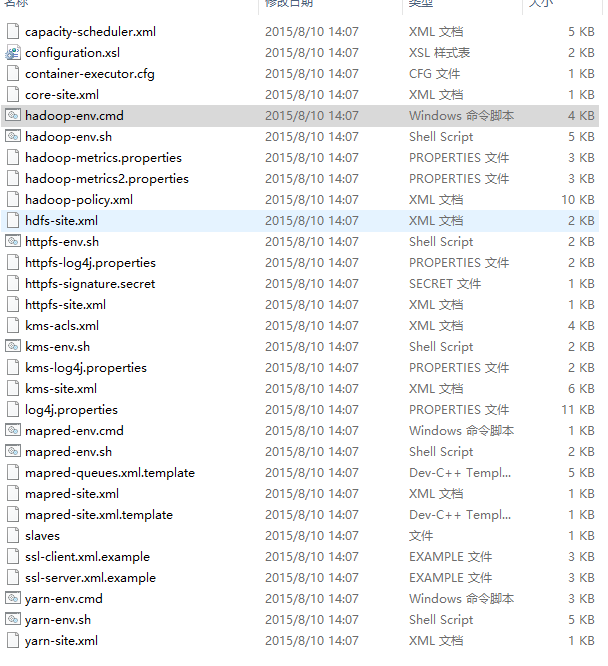 名称 修改日期 类型 大小
capacity-scheduler.xml 2015/8/10 14:07 XML 文档 5 KB
configuration.xsl 2015/8/10 14:07 XSL 样式表 2 KB
container-executor.cfg 2015/8/10 14:07 CFG 文件 1 KB
core-site.xml 2015/8/10 14:07 XML 文档 1 KB
hadoop-env.cmd 2015/8/10 14:07 Windows 命令脚本 4 KB
hadoop-env.sh 2015/8/10 14:07 Shell Script 5 KB
hadoop-metrics.properties 2015/8/10 14:07 PROPERTIES 文件 3 KB
hadoop-metrics2.properties 2015/8/10 14:07 PROPERTIES 文件 3 KB
hadoop-policy.xml 2015/8/10 14:07 XML 文档 10 KB
hdfs-site.xml 2015/8/10 14:07 XML 文档 2 KB
httpfs-env.sh 2015/8/10 14:07 Shell Script 2 KB
httpfs-log4j.properties 2015/8/10 14:07 PROPERTIES 文件 2 KB
httpfs-signature.secret 2015/8/10 14:07 SECRET 文件 1 KB
httpfs-site.xml 2015/8/10 14:07 XML 文档 1 KB
kms-acls.xml 2015/8/10 14:07 XML 文档 4 KB
kms-env.sh 2015/8/10 14:07 Shell Script 2 KB
kms-log4j.properties 2015/8/10 14:07 PROPERTIES 文件 2 KB
kms-site.xml 2015/8/10 14:07 XML 文档 6 KB
log4j.properties 2015/8/10 14:07 PROPERTIES 文件 11 KB
mapred-env.cmd 2015/8/10 14:07 Windows 命令脚本 1 KB
mapred-env.sh 2015/8/10 14:07 Shell Script 2 KB
mapred-queues.xml.template 2015/8/10 14:07 Dev-C++ Templ... 5 KB
mapred-site.xml 2015/8/10 14:07 XML 文档 1 KB
mapred-site.xml.template 2015/8/10 14:07 Dev-C++ Templ... 1 KB
slaves 2015/8/10 14:07 文件 1 KB
ssl-client.xml.example 2015/8/10 14:07 EXAMPLE 文件 3 KB
ssl-server.xml.example 2015/8/10 14:07 EXAMPLE 文件 3 KB
yarn-env.cmd 2015/8/10 14:07 Windows 命令脚本 3 KB
yarn-env.sh 2015/8/10 14:07 Shell Script 5 KB
yarn-site.xml 2015/8/10 14:07 XML 文档 1 KB